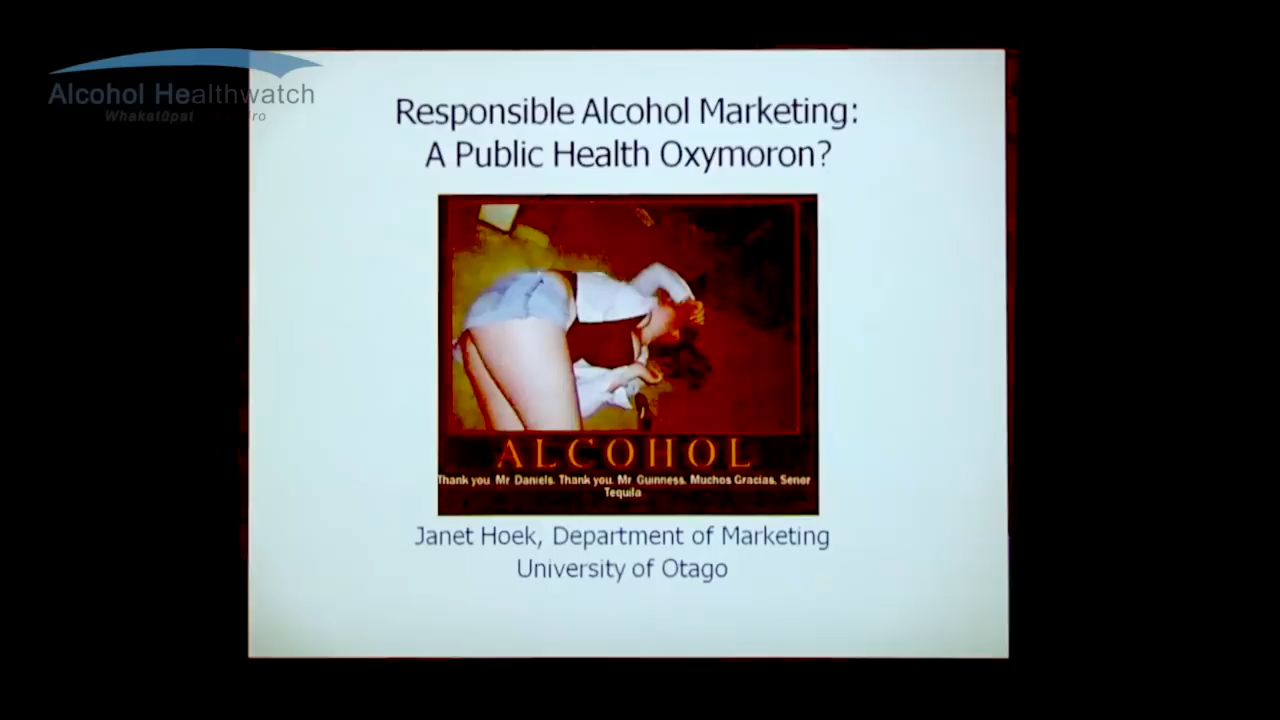 Alcohol Healthwatch
Whakatūpai
Responsible Alcohol Marketing:
A Public Health Oxymoron?
ALCOHOL
Thank you. Mr Daniels. Thank you. Mr Guinness. Muchos Gracias, Senor
Tequila
Janet Hoek, Department of Marketing
University of Otago